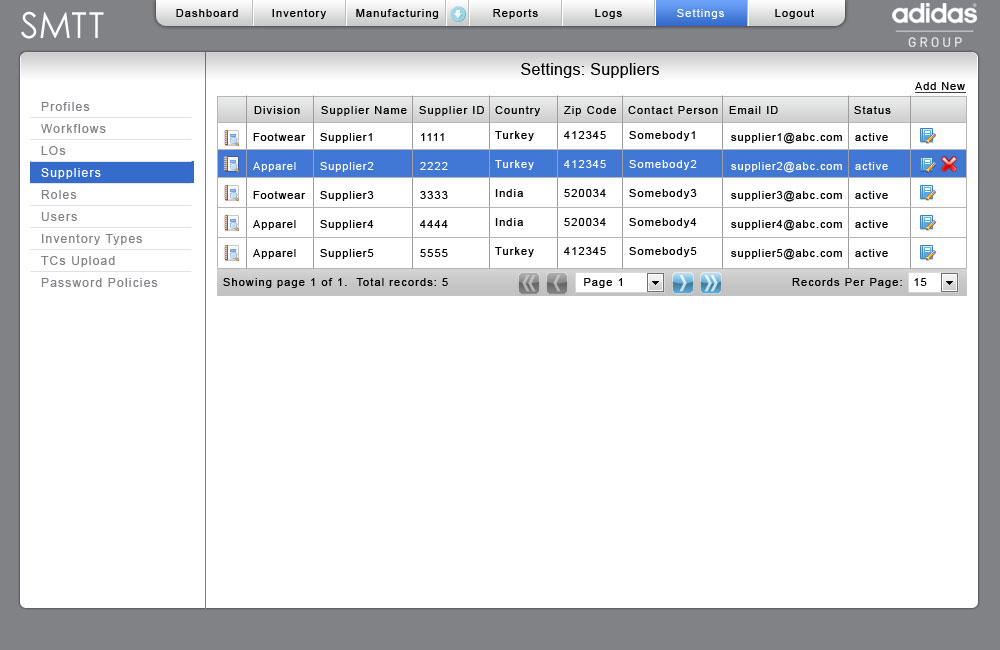 SMTT
Dashboard Inventory Manufacturing Reports Logs Settings Logout
adidas
GROUP
Settings: Suppliers
Add New
Profiles
Workflows
LOs
Suppliers
Roles
Users
Inventory Types
TCs Upload
Password Policies
Division Supplier Name Supplier ID Country Zip Code Contact Person Email ID Status
Footwear Supplier1 1111 Turkey 412345 Somebody1 supplier1@abc.com active
Apparel Supplier2 2222 Turkey 412345 Somebody2 supplier2@abc.com active
Footwear Supplier3 3333 India 520034 Somebody3 supplier3@abc.com active
Apparel Supplier4 4444 India 520034 Somebody4 supplier4@abc.com active
Apparel Supplier5 5555 Turkey 412345 Somebody5 supplier5@abc.com active
Showing page 1 of 1. Total records: 5 Page 1 Records Per Page: 15